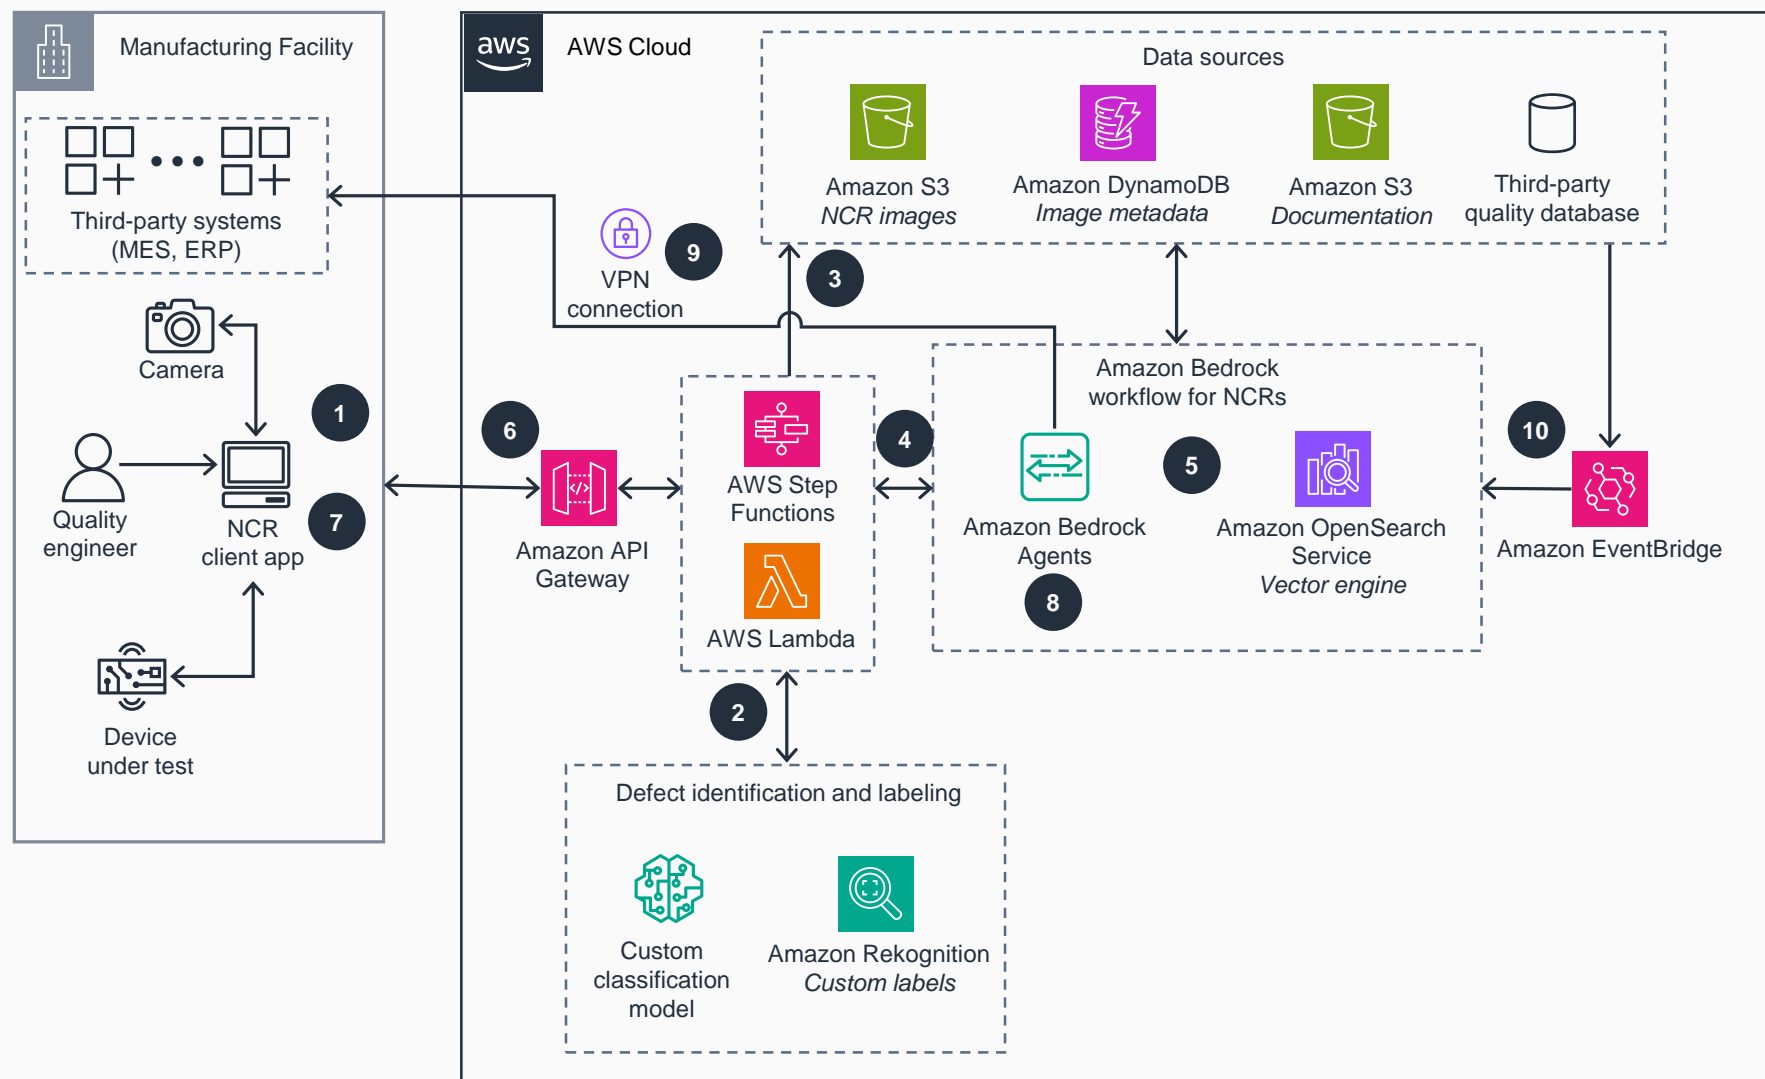 Manufacturing Facility
Third-party systems
(MES, ERP)
Camera
1
Quality
engineer
NCR
client app
7
Device
under test
aws
AWS Cloud
VPN
connection
9
Data sources
Amazon S3
NCR images
Amazon DynamoDB
Image metadata
Amazon S3
Documentation
Third-party
quality database
3
6
Amazon API
Gateway
AWS Step
Functions
AWS Lambda
4
Amazon Bedrock
workflow for NCRs
Amazon Bedrock
Agents
8
5
Amazon OpenSearch
Service
Vector engine
10
Amazon EventBridge
2
Defect identification and labeling
Custom
classification
model
Amazon Rekognition
Custom labels